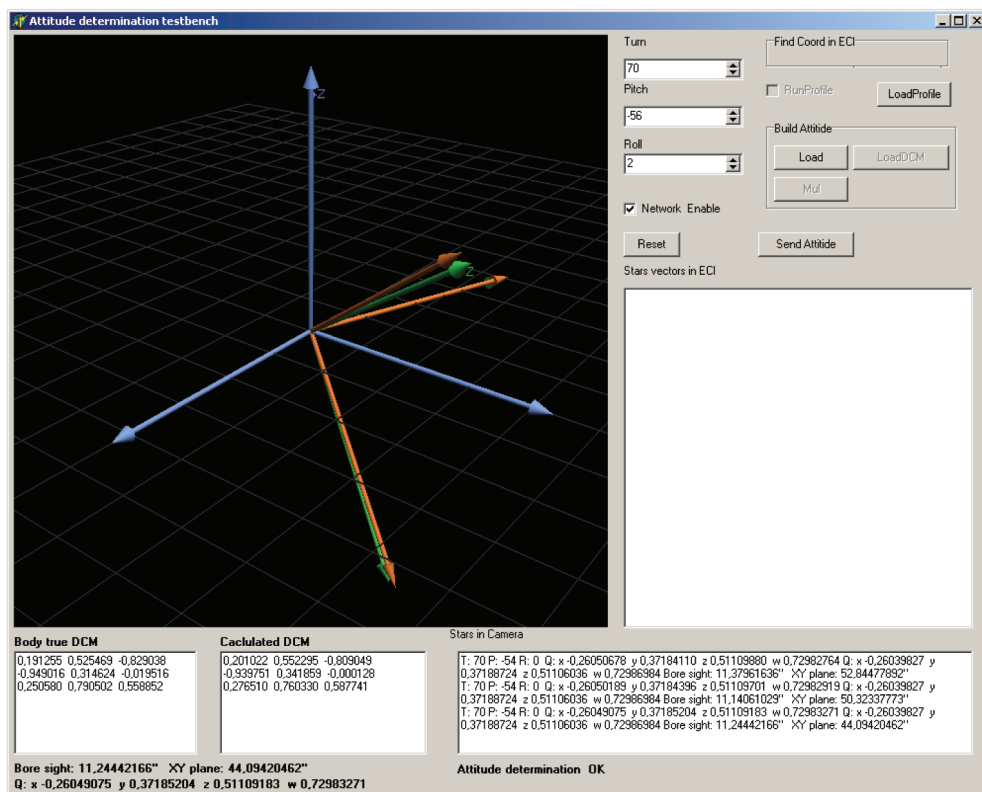 Attitude determination testbench
Z
Z
Turn
70
Pitch
-56
Roll
2
Network Enable
Find Coord in ECI
RunProfile
LoadProfile
Build Attitide
Load
LoadDCM
Mul
Reset
Send Attitide
Stars vectors in ECI
Body true DCM
0,191255 0,525469 -0,829038
-0,949016 0,314624 -0,019516
0,250580 0,790502 0,558852
Caclulated DCM
0,201022 0,552295 -0,809049
-0,939751 0,341859 -0,000128
0,276510 0,760330 0,587741
Stars in Camera
T: 70 P: -54 R: 0 Q: x -0,26050678 y 0,37184110 z 0,51109880 w 0,72982764 Q: x -0,26039827 y
0,37188724 z 0,51106036 w 0,72986984 Bore sight: 11,37961636'' XY plane: 52,84477892''
T: 70 P: -54 R: 0 Q: x -0,26050189 y 0,37184396 z 0,51109701 w 0,72982919 Q: x -0,26039827 y
0,37188724 z 0,51106036 w 0,72986984 Bore sight: 11,14061029'' XY plane: 50,32337773''
T: 70 P: -54 R: 0 Q: x -0,26049075 y 0,37185204 z 0,51109183 w 0,72983271 Q: x -0,26039827 y
0,37188724 z 0,51106036 w 0,72986984 Bore sight: 11,24442166'' XY plane: 44,09420462''
Bore sight: 11,24442166'' XY plane: 44,09420462''
Q: x -0,26049075 y 0,37185204 z 0,51109183 w 0,72983271
Attitude determination OK